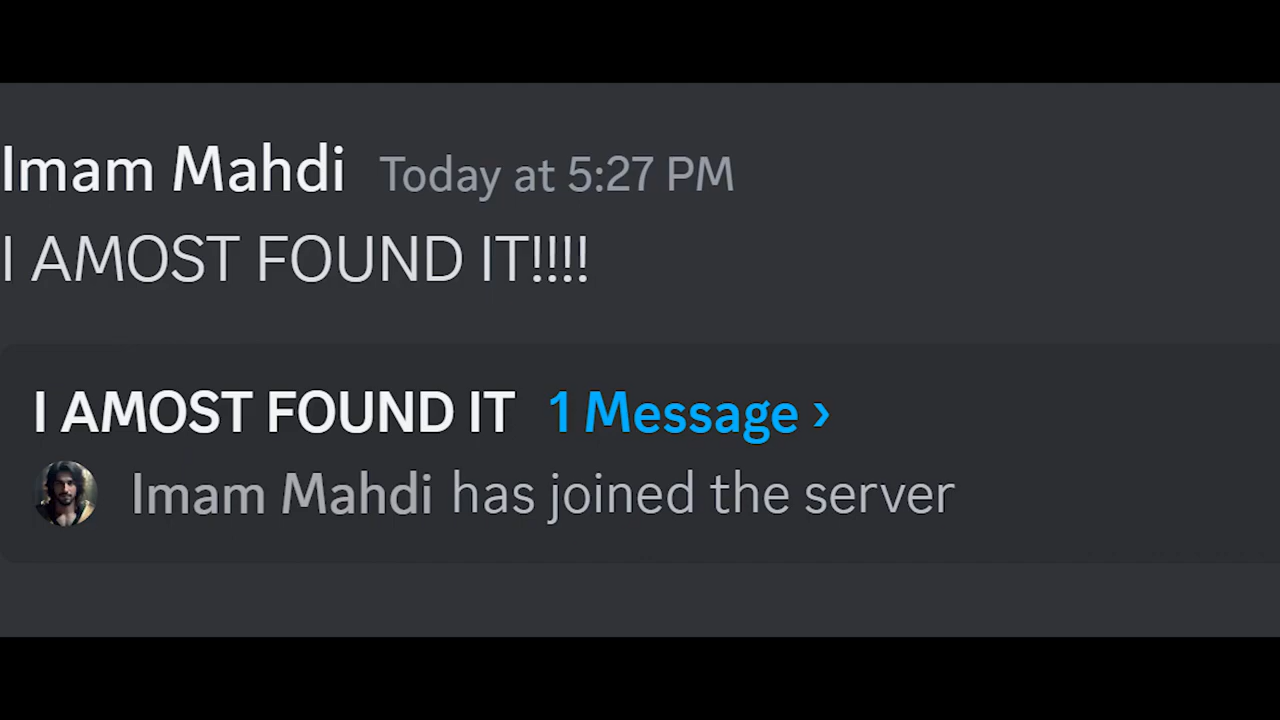 Imam Mahdi Today at 5:27 PM
I AMOST FOUND IT!!!!
I AMOST FOUND IT 1 Message ›
Imam Mahdi has joined the server